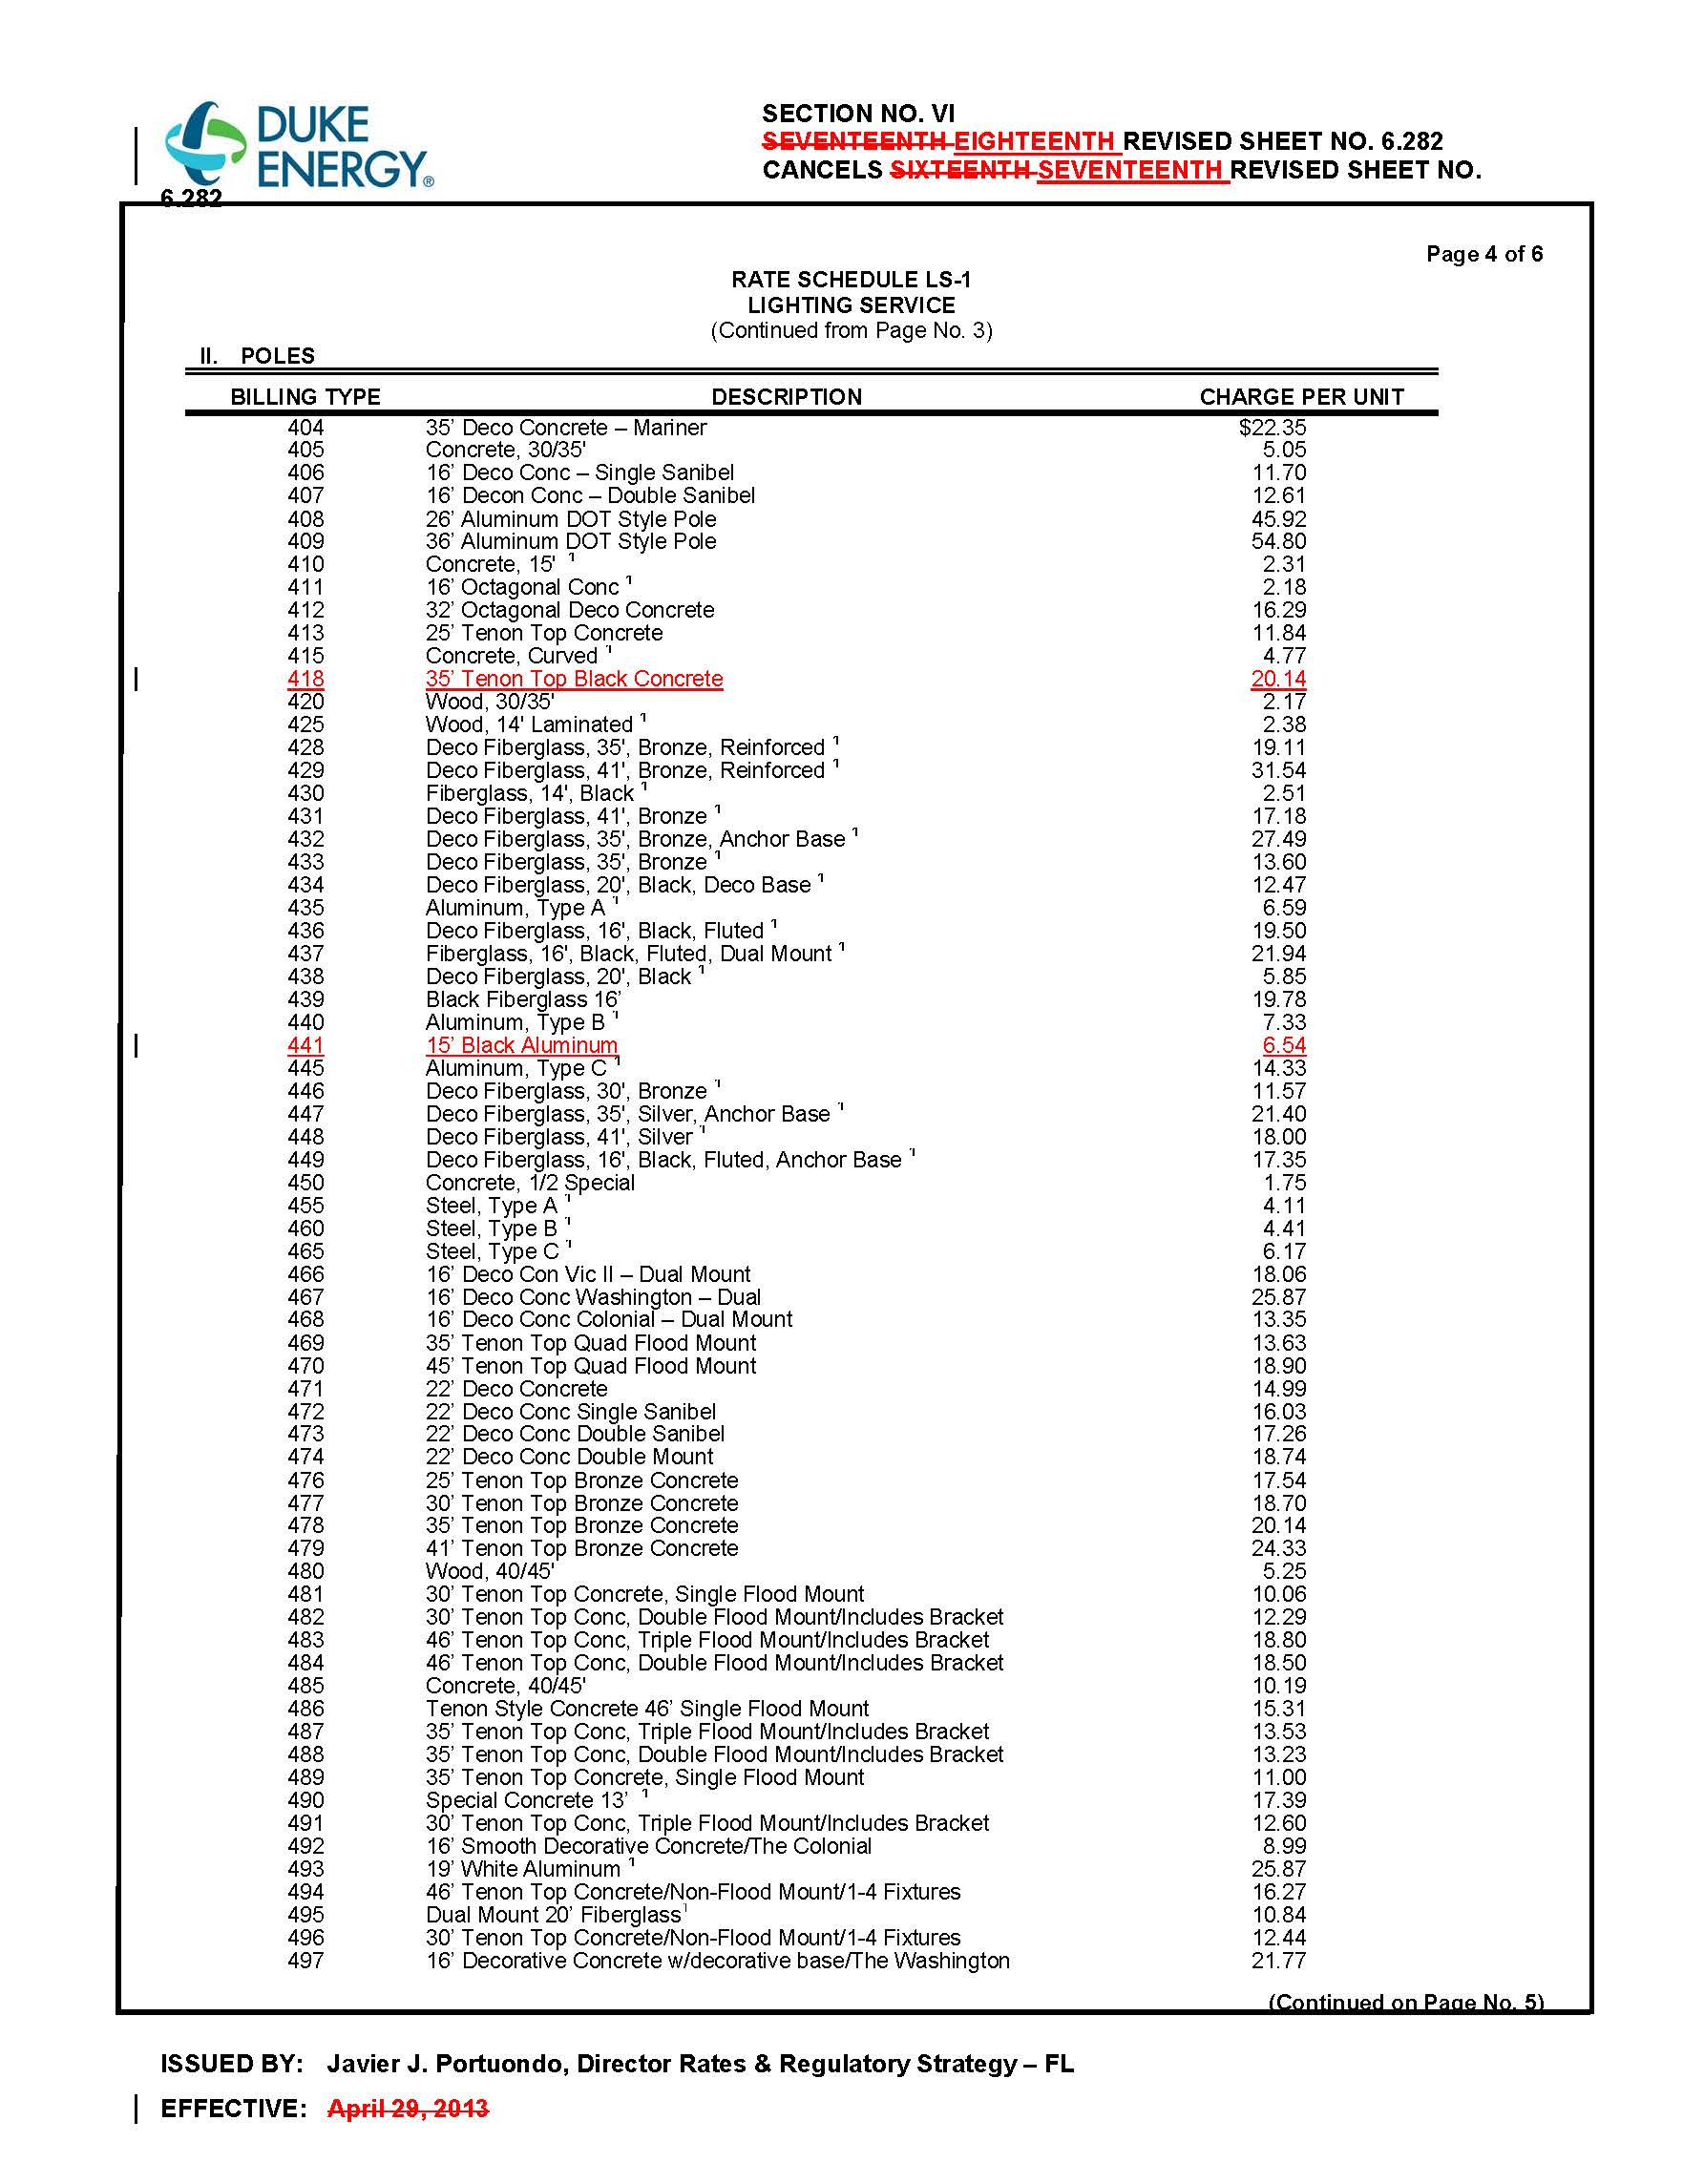 DUKE
ENERGY®
SECTION NO. VI
SEVENTEENTH EIGHTEENTH REVISED SHEET NO. 6.282
CANCELS SIXTEENTH SEVENTEENTH REVISED SHEET NO.
6.282
Page 4 of 6
RATE SCHEDULE LS-1
LIGHTING SERVICE
(Continued from Page No. 3)
II. POLES
BILLING TYPE DESCRIPTION CHARGE PER UNIT
404 35’ Deco Concrete – Mariner $22.35
405 Concrete, 30/35' 5.05
406 16’ Deco Conc – Single Sanibel 11.70
407 16’ Decon Conc – Double Sanibel 12.61
408 26’ Aluminum DOT Style Pole 45.92
409 36’ Aluminum DOT Style Pole 54.80
410 Concrete, 15' ¹ 2.31
411 16’ Octagonal Conc ¹ 2.18
412 32’ Octagonal Deco Concrete 16.29
413 25’ Tenon Top Concrete 11.84
415 Concrete, Curved ¹ 4.77
418 35’ Tenon Top Black Concrete 20.14
420 Wood, 30/35' 2.17
425 Wood, 14' Laminated ¹ 2.38
428 Deco Fiberglass, 35', Bronze, Reinforced ¹ 19.11
429 Deco Fiberglass, 41', Bronze, Reinforced ¹ 31.54
430 Fiberglass, 14', Black ¹ 2.51
431 Deco Fiberglass, 41', Bronze ¹ 17.18
432 Deco Fiberglass, 35', Bronze, Anchor Base ¹ 27.49
433 Deco Fiberglass, 35', Bronze ¹ 13.60
434 Deco Fiberglass, 20', Black, Deco Base ¹ 12.47
435 Aluminum, Type A ¹ 6.59
436 Deco Fiberglass, 16', Black, Fluted ¹ 19.50
437 Fiberglass, 16', Black, Fluted, Dual Mount ¹ 21.94
438 Deco Fiberglass, 20', Black ¹ 5.85
439 Black Fiberglass 16’ 19.78
440 Aluminum, Type B ¹ 7.33
441 15’ Black Aluminum 6.54
445 Aluminum, Type C ¹ 14.33
446 Deco Fiberglass, 30', Bronze ¹ 11.57
447 Deco Fiberglass, 35', Silver, Anchor Base ¹ 21.40
448 Deco Fiberglass, 41', Silver ¹ 18.00
449 Deco Fiberglass, 16', Black, Fluted, Anchor Base ¹ 17.35
450 Concrete, 1/2 Special 1.75
455 Steel, Type A ¹ 4.11
460 Steel, Type B ¹ 4.41
465 Steel, Type C ¹ 6.17
466 16’ Deco Con Vic II – Dual Mount 18.06
467 16’ Deco Conc Washington – Dual 25.87
468 16’ Deco Conc Colonial – Dual Mount 13.35
469 35’ Tenon Top Quad Flood Mount 13.63
470 45’ Tenon Top Quad Flood Mount 18.90
471 22’ Deco Concrete 14.99
472 22’ Deco Conc Single Sanibel 16.03
473 22’ Deco Conc Double Sanibel 17.26
474 22’ Deco Conc Double Mount 18.74
476 25’ Tenon Top Bronze Concrete 17.54
477 30’ Tenon Top Bronze Concrete 18.70
478 35’ Tenon Top Bronze Concrete 20.14
479 41’ Tenon Top Bronze Concrete 24.33
480 Wood, 40/45' 5.25
481 30’ Tenon Top Concrete, Single Flood Mount 10.06
482 30’ Tenon Top Conc, Double Flood Mount/Includes Bracket 12.29
483 46’ Tenon Top Conc, Triple Flood Mount/Includes Bracket 18.80
484 46’ Tenon Top Conc, Double Flood Mount/Includes Bracket 18.50
485 Concrete, 40/45' 10.19
486 Tenon Style Concrete 46’ Single Flood Mount 15.31
487 35’ Tenon Top Conc, Triple Flood Mount/Includes Bracket 13.53
488 35’ Tenon Top Conc, Double Flood Mount/Includes Bracket 13.23
489 35’ Tenon Top Concrete, Single Flood Mount 11.00
490 Special Concrete 13’ ¹ 17.39
491 30’ Tenon Top Conc, Triple Flood Mount/Includes Bracket 12.60
492 16’ Smooth Decorative Concrete/The Colonial 8.99
493 19’ White Aluminum ¹ 25.87
494 46’ Tenon Top Concrete/Non-Flood Mount/1-4 Fixtures 16.27
495 Dual Mount 20’ Fiberglass¹ 10.84
496 30’ Tenon Top Concrete/Non-Flood Mount/1-4 Fixtures 12.44
497 16’ Decorative Concrete w/decorative base/The Washington 21.77
(Continued on Page No. 5)
ISSUED BY: Javier J. Portuondo, Director Rates & Regulatory Strategy – FL
EFFECTIVE: April 29, 2013